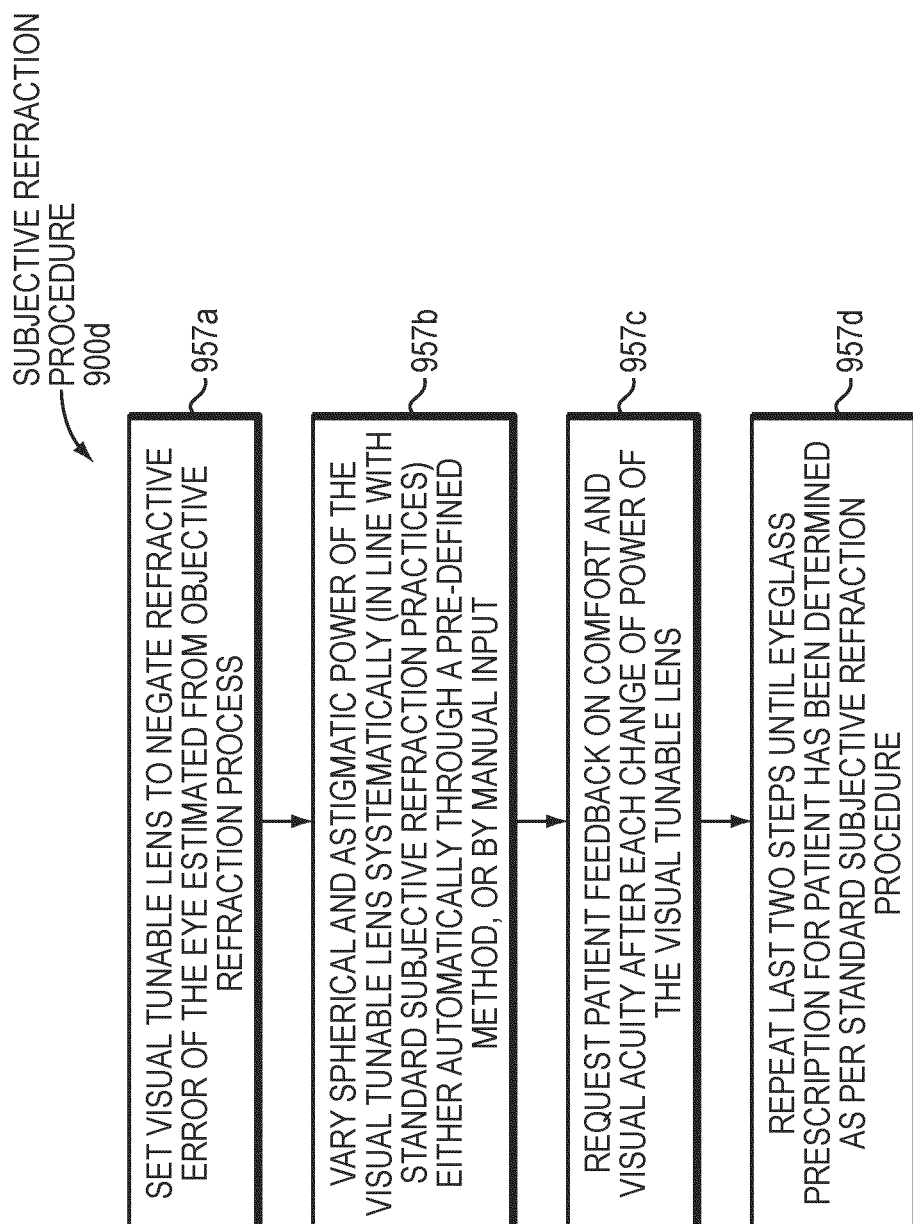 SUBJECTIVE REFRACTION
PROCEDURE
900d
SET VISUAL TUNABLE LENS TO NEGATE REFRACTIVE
ERROR OF THE EYE ESTIMATED FROM OBJECTIVE
REFRACTION PROCESS
957a
VARY SPHERICAL AND ASTIGMATIC POWER OF THE
VISUAL TUNABLE LENS SYSTEMATICALLY (IN LINE WITH
STANDARD SUBJECTIVE REFRACTION PRACTICES)
EITHER AUTOMATICALLY THROUGH A PRE-DEFINED
METHOD, OR BY MANUAL INPUT
957b
REQUEST PATIENT FEEDBACK ON COMFORT AND
VISUAL ACUITY AFTER EACH CHANGE OF POWER OF
THE VISUAL TUNABLE LENS
957c
REPEAT LAST TWO STEPS UNTIL EYEGLASS
PRESCRIPTION FOR PATIENT HAS BEEN DETERMINED
AS PER STANDARD SUBJECTIVE REFRACTION
PROCEDURE
957d